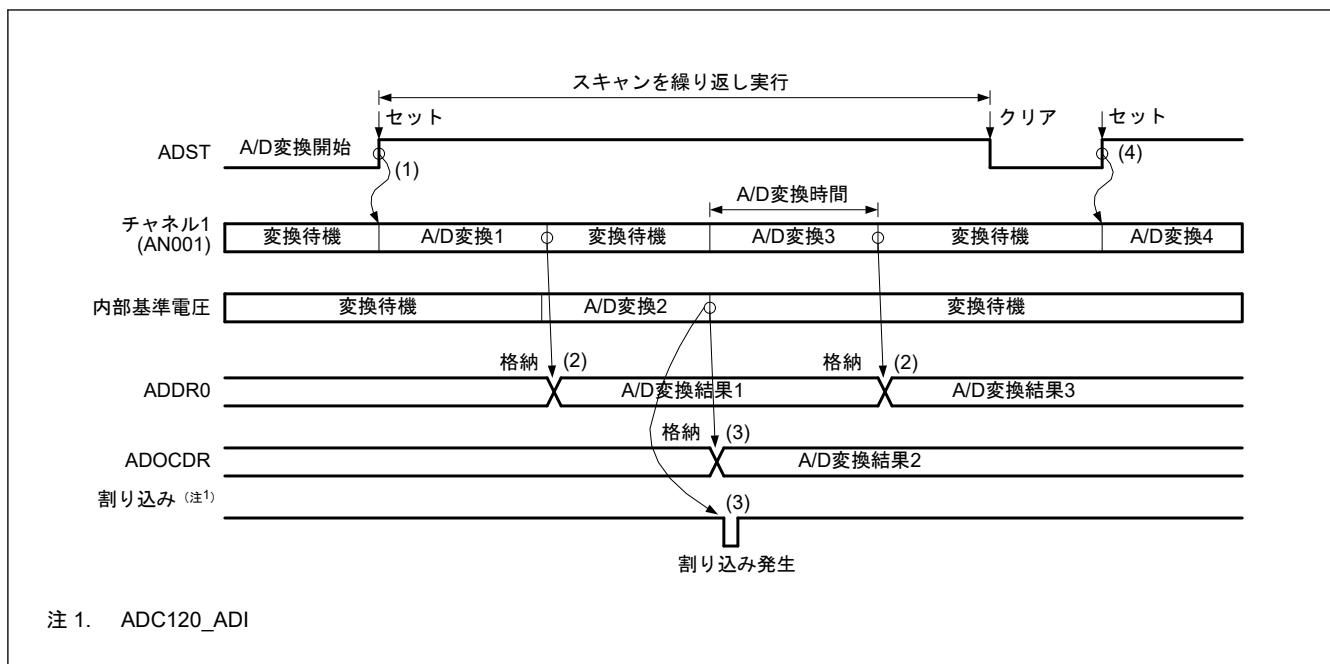 スキャンを繰り返し実行
セット
クリア
セット
ADST
A/D変換開始
(1)
(4)
A/D変換時間
チャネル1
(AN001)
変換待機
A/D変換1
変換待機
A/D変換3
変換待機
A/D変換4
内部基準電圧
変換待機
A/D変換2
変換待機
格納
(2)
格納
(2)
ADDR0
A/D変換結果1
A/D変換結果3
格納
(3)
ADOCDR
A/D変換結果2
割り込み（注1）
(3)
割り込み発生
注 1. ADC120_ADI